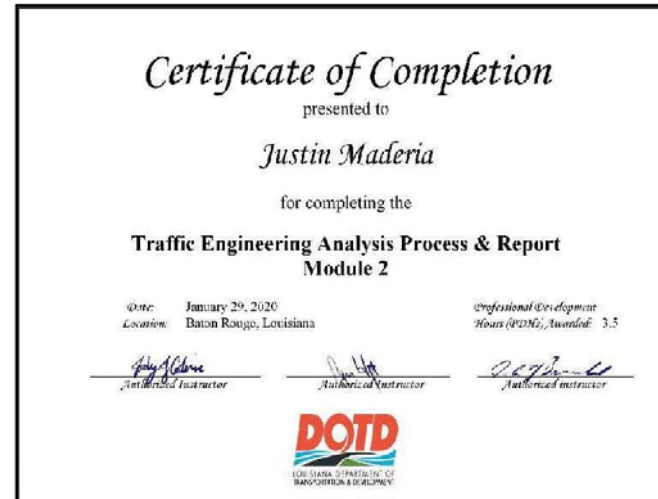 Certificate of Completion
presented to
Justin Maderia
for completing the
Traffic Engineering Analysis Process & Report
Module 2
Date: January 29, 2020
Location: Baton Rouge, Louisiana
Professional Development
Hours (PDHs) Awarded: 3.5
Authorized Instructor
Authorized Instructor
Authorized instructor
DOTD
LOUISIANA DEPARTMENT OF
TRANSPORTATION & DEVELOPMENT